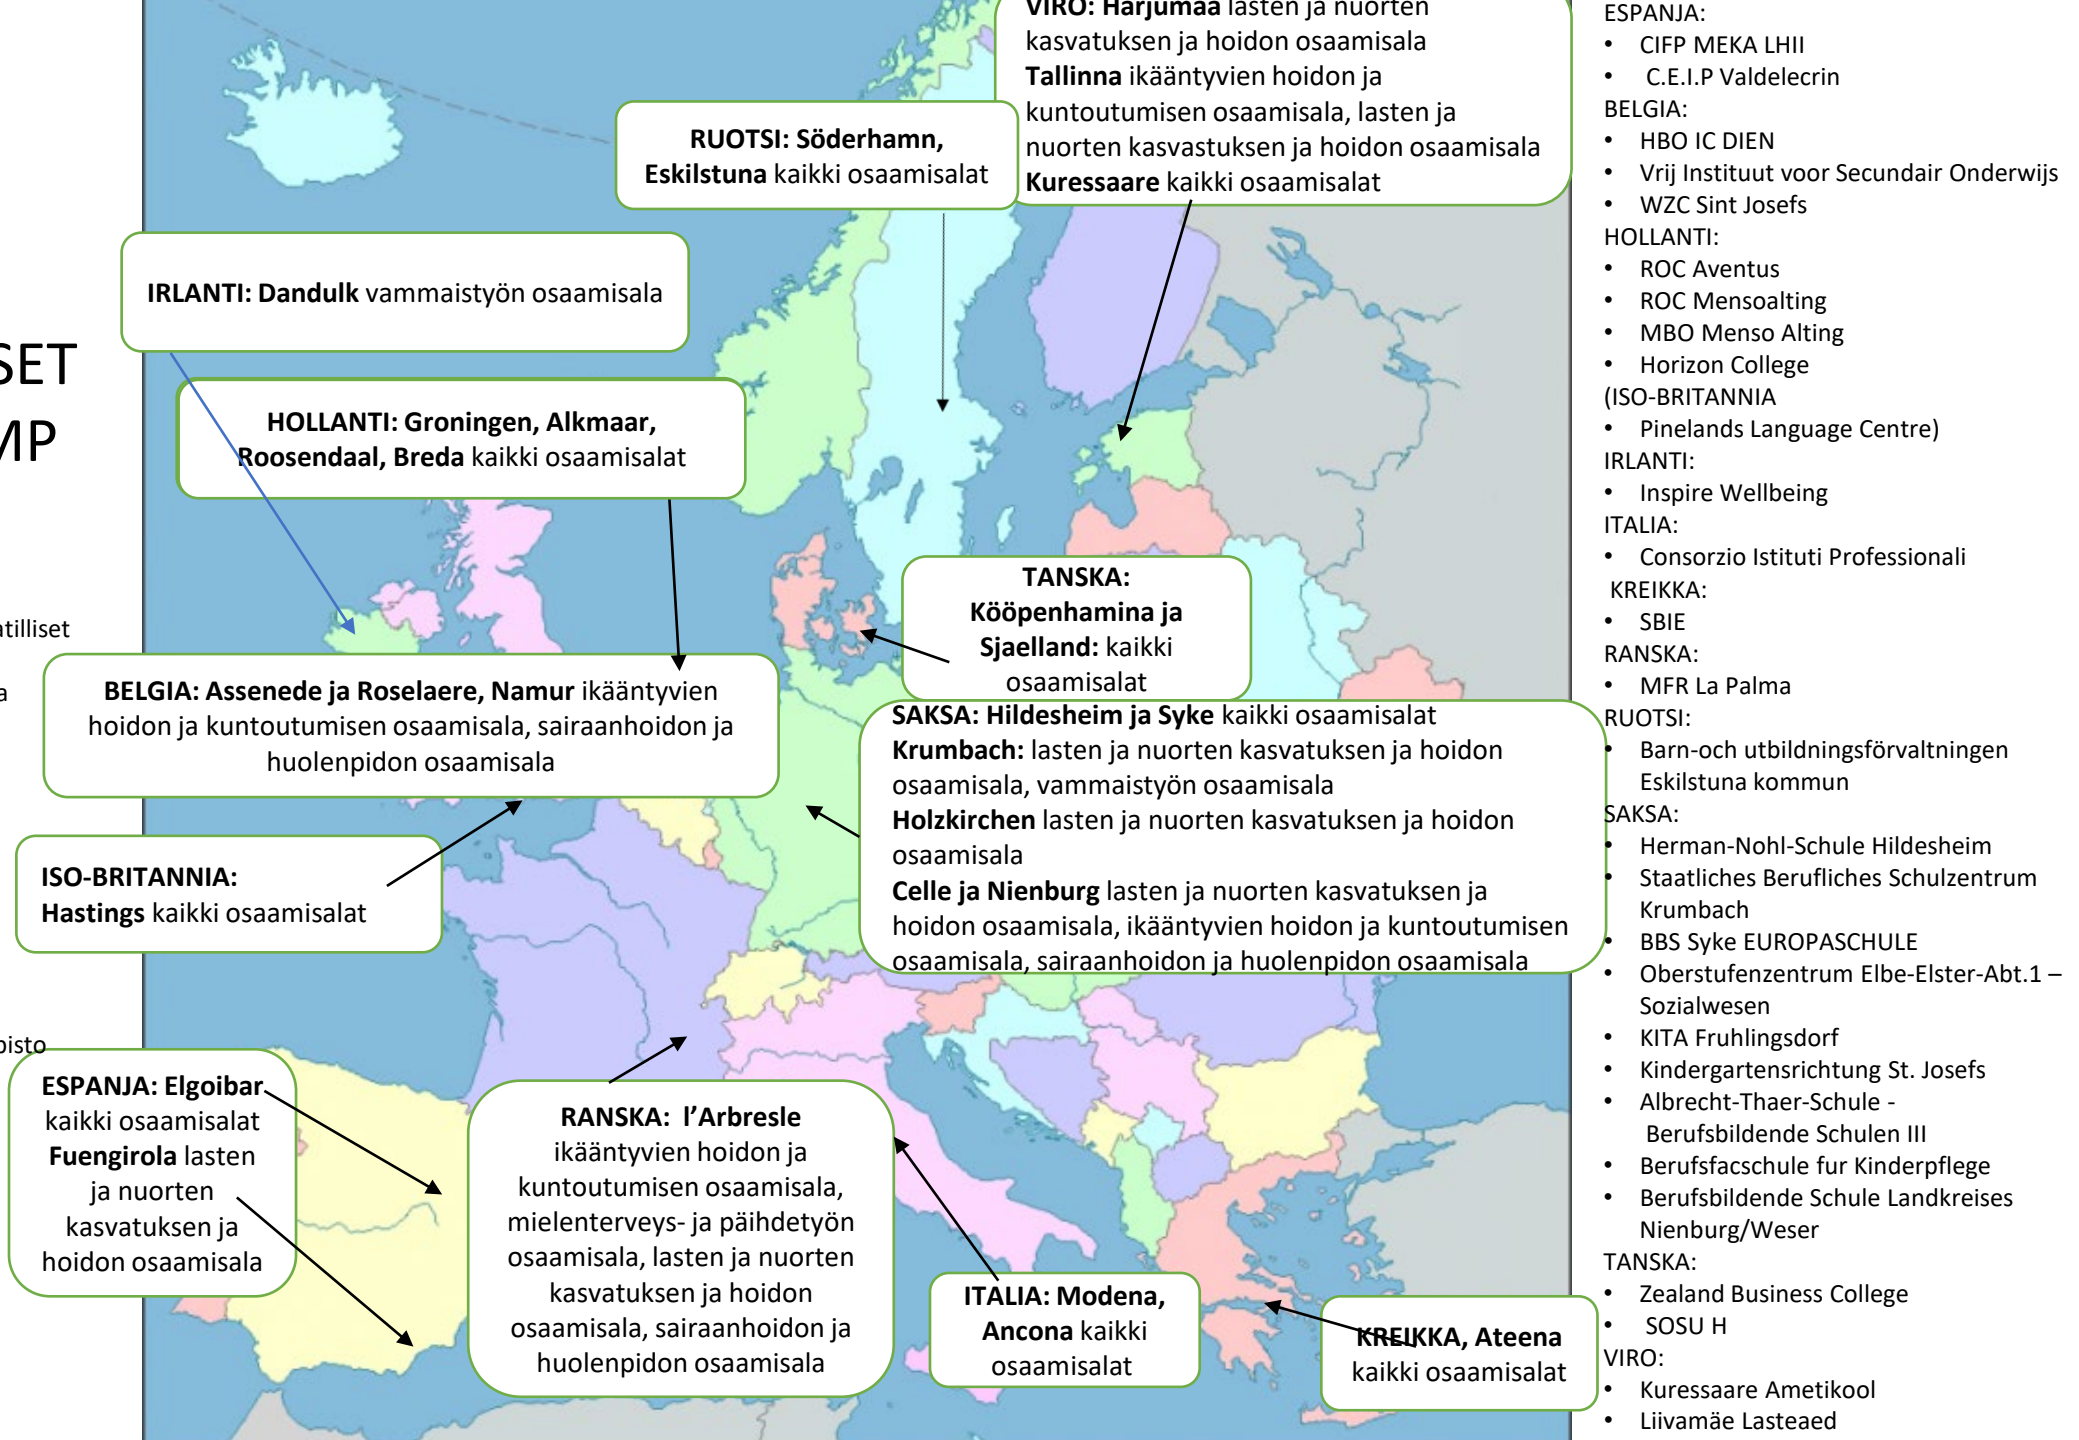 SET
MP
atilliset
a
pisto
VIRO: Harjumaa lasten ja nuorten
kasvatuksen ja hoidon osaamisala
Tallinna ikääntyvien hoidon ja
kuntoutumisen osaamisala, lasten ja
nuorten kasvastuksen ja hoidon osaamisala
Kuressaare kaikki osaamisalat
RUOTSI: Söderhamn,
Eskilstuna kaikki osaamisalat
IRLANTI: Dandulk vammaistyön osaamisala
HOLLANTI: Groningen, Alkmaar,
Roosendaal, Breda kaikki osaamisalat
TANSKA:
Kööpenhamina ja
Sjaelland: kaikki
osaamisalat
BELGIA: Assenede ja Roselaere, Namur ikääntyvien
hoidon ja kuntoutumisen osaamisala, sairaanhoidon ja
huolenpidon osaamisala
SAKSA: Hildesheim ja Syke kaikki osaamisalat
Krumbach: lasten ja nuorten kasvatuksen ja hoidon
osaamisala, vammaistyön osaamisala
Holzkirchen lasten ja nuorten kasvatuksen ja hoidon
osaamisala
Celle ja Nienburg lasten ja nuorten kasvatuksen ja
hoidon osaamisala, ikääntyvien hoidon ja kuntoutumisen
osaamisala, sairaanhoidon ja huolenpidon osaamisala
ISO-BRITANNIA:
Hastings kaikki osaamisalat
ESPANJA: Elgoibar
kaikki osaamisalat
Fuengirola lasten
ja nuorten
kasvatuksen ja
hoidon osaamisala
RANSKA: l’Arbresle
ikääntyvien hoidon ja
kuntoutumisen osaamisala,
mielenterveys- ja päihdetyön
osaamisala, lasten ja nuorten
kasvatuksen ja hoidon
osaamisala, sairaanhoidon ja
huolenpidon osaamisala
ITALIA: Modena,
Ancona kaikki
osaamisalat
KREIKKA, Ateena
kaikki osaamisalat
ESPANJA:
• CIFP MEKA LHII
• C.E.I.P Valdelecrin
BELGIA:
• HBO IC DIEN
• Vrij Instituut voor Secundair Onderwijs
• WZC Sint Josefs
HOLLANTI:
• ROC Aventus
• ROC Mensoalting
• MBO Menso Alting
• Horizon College
(ISO-BRITANNIA
• Pinelands Language Centre)
IRLANTI:
• Inspire Wellbeing
ITALIA:
• Consorzio Istituti Professionali
KREIKKA:
• SBIE
RANSKA:
• MFR La Palma
RUOTSI:
• Barn-och utbildningsförvaltningen
Eskilstuna kommun
SAKSA:
• Herman-Nohl-Schule Hildesheim
• Staatliches Berufliches Schulzentrum
Krumbach
• BBS Syke EUROPASCHULE
• Oberstufenzentrum Elbe-Elster-Abt.1 –
Sozialwesen
• KITA Fruhlingsdorf
• Kindergartensrichtung St. Josefs
• Albrecht-Thaer-Schule -
Berufsbildende Schulen III
• Berufsfacschule fur Kinderpflege
• Berufsbildende Schule Landkreises
Nienburg/Weser
TANSKA:
• Zealand Business College
• SOSU H
VIRO:
• Kuressaare Ametikool
• Liivamäe Lasteaed